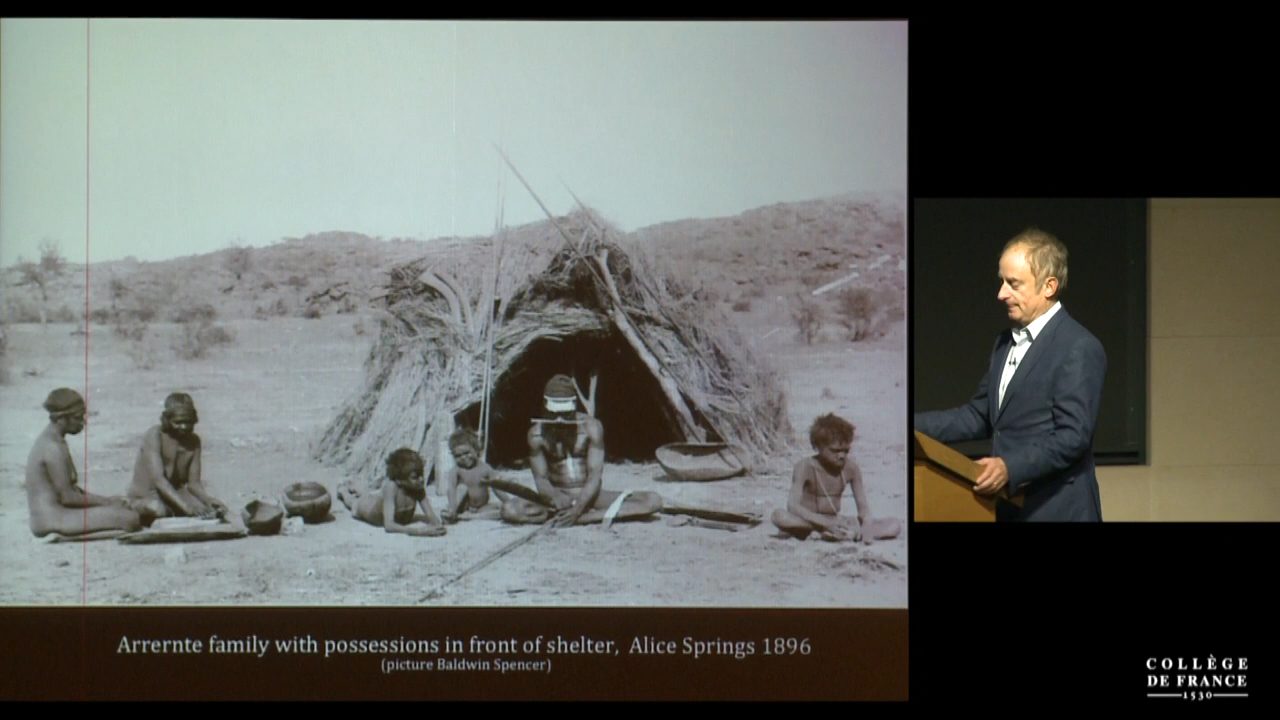 Arrernte family with possessions in front of shelter,  Alice Springs 1896
(picture Baldwin Spencer)
COLLÈGE
DE FRANCE
1530